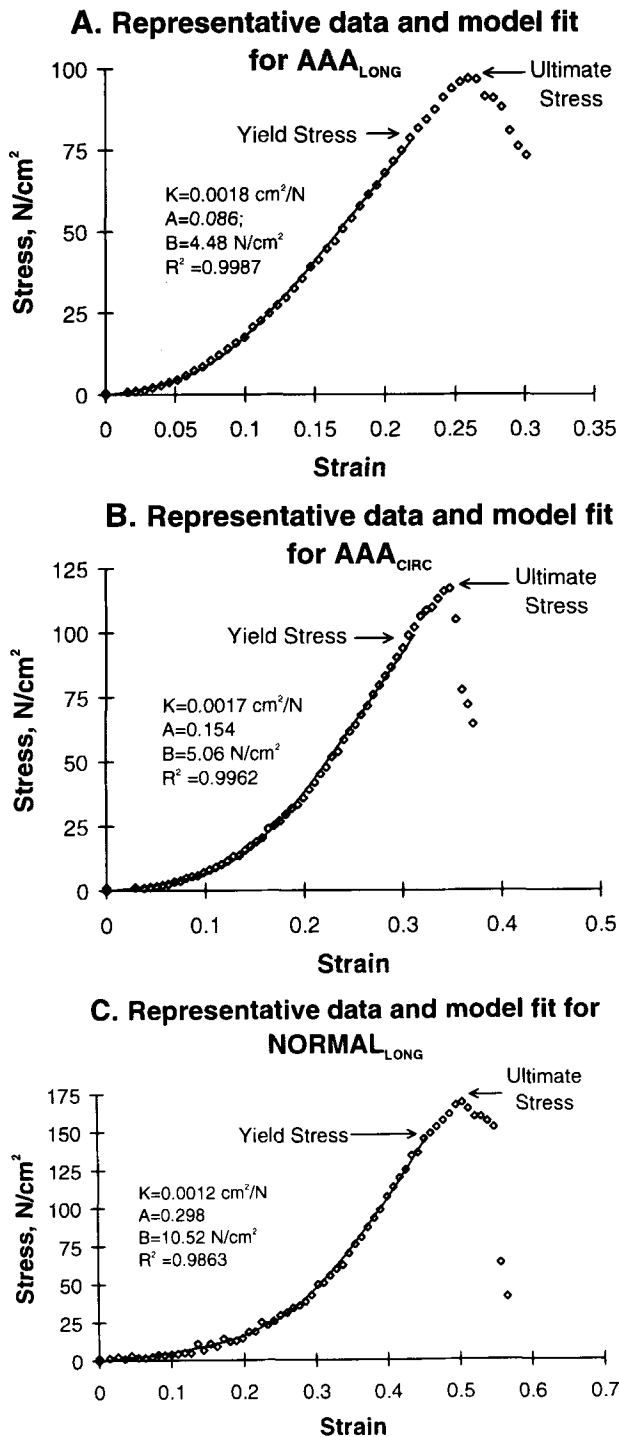 A. Representative data and model fit
for AAA_LONG
100
75
50
25
0
Stress, N/cm²
Ultimate
Stress
Yield Stress
K=0.0018 cm²/N
A=0.086;
B=4.48 N/cm²
R² =0.9987
0 0.05 0.1 0.15 0.2 0.25 0.3 0.35
Strain
B. Representative data and model fit
for AAA_CIRC
125
100
75
50
25
0
Stress, N/cm²
Ultimate
Stress
Yield Stress
K=0.0017 cm²/N
A=0.154
B=5.06 N/cm²
R² =0.9962
0 0.1 0.2 0.3 0.4 0.5
Strain
C. Representative data and model fit for
NORMAL_LONG
175
150
125
100
75
50
25
0
Stress, N/cm²
Ultimate
Stress
Yield Stress
K=0.0012 cm²/N
A=0.298
B=10.52 N/cm²
R² =0.9863
0 0.1 0.2 0.3 0.4 0.5 0.6 0.7
Strain